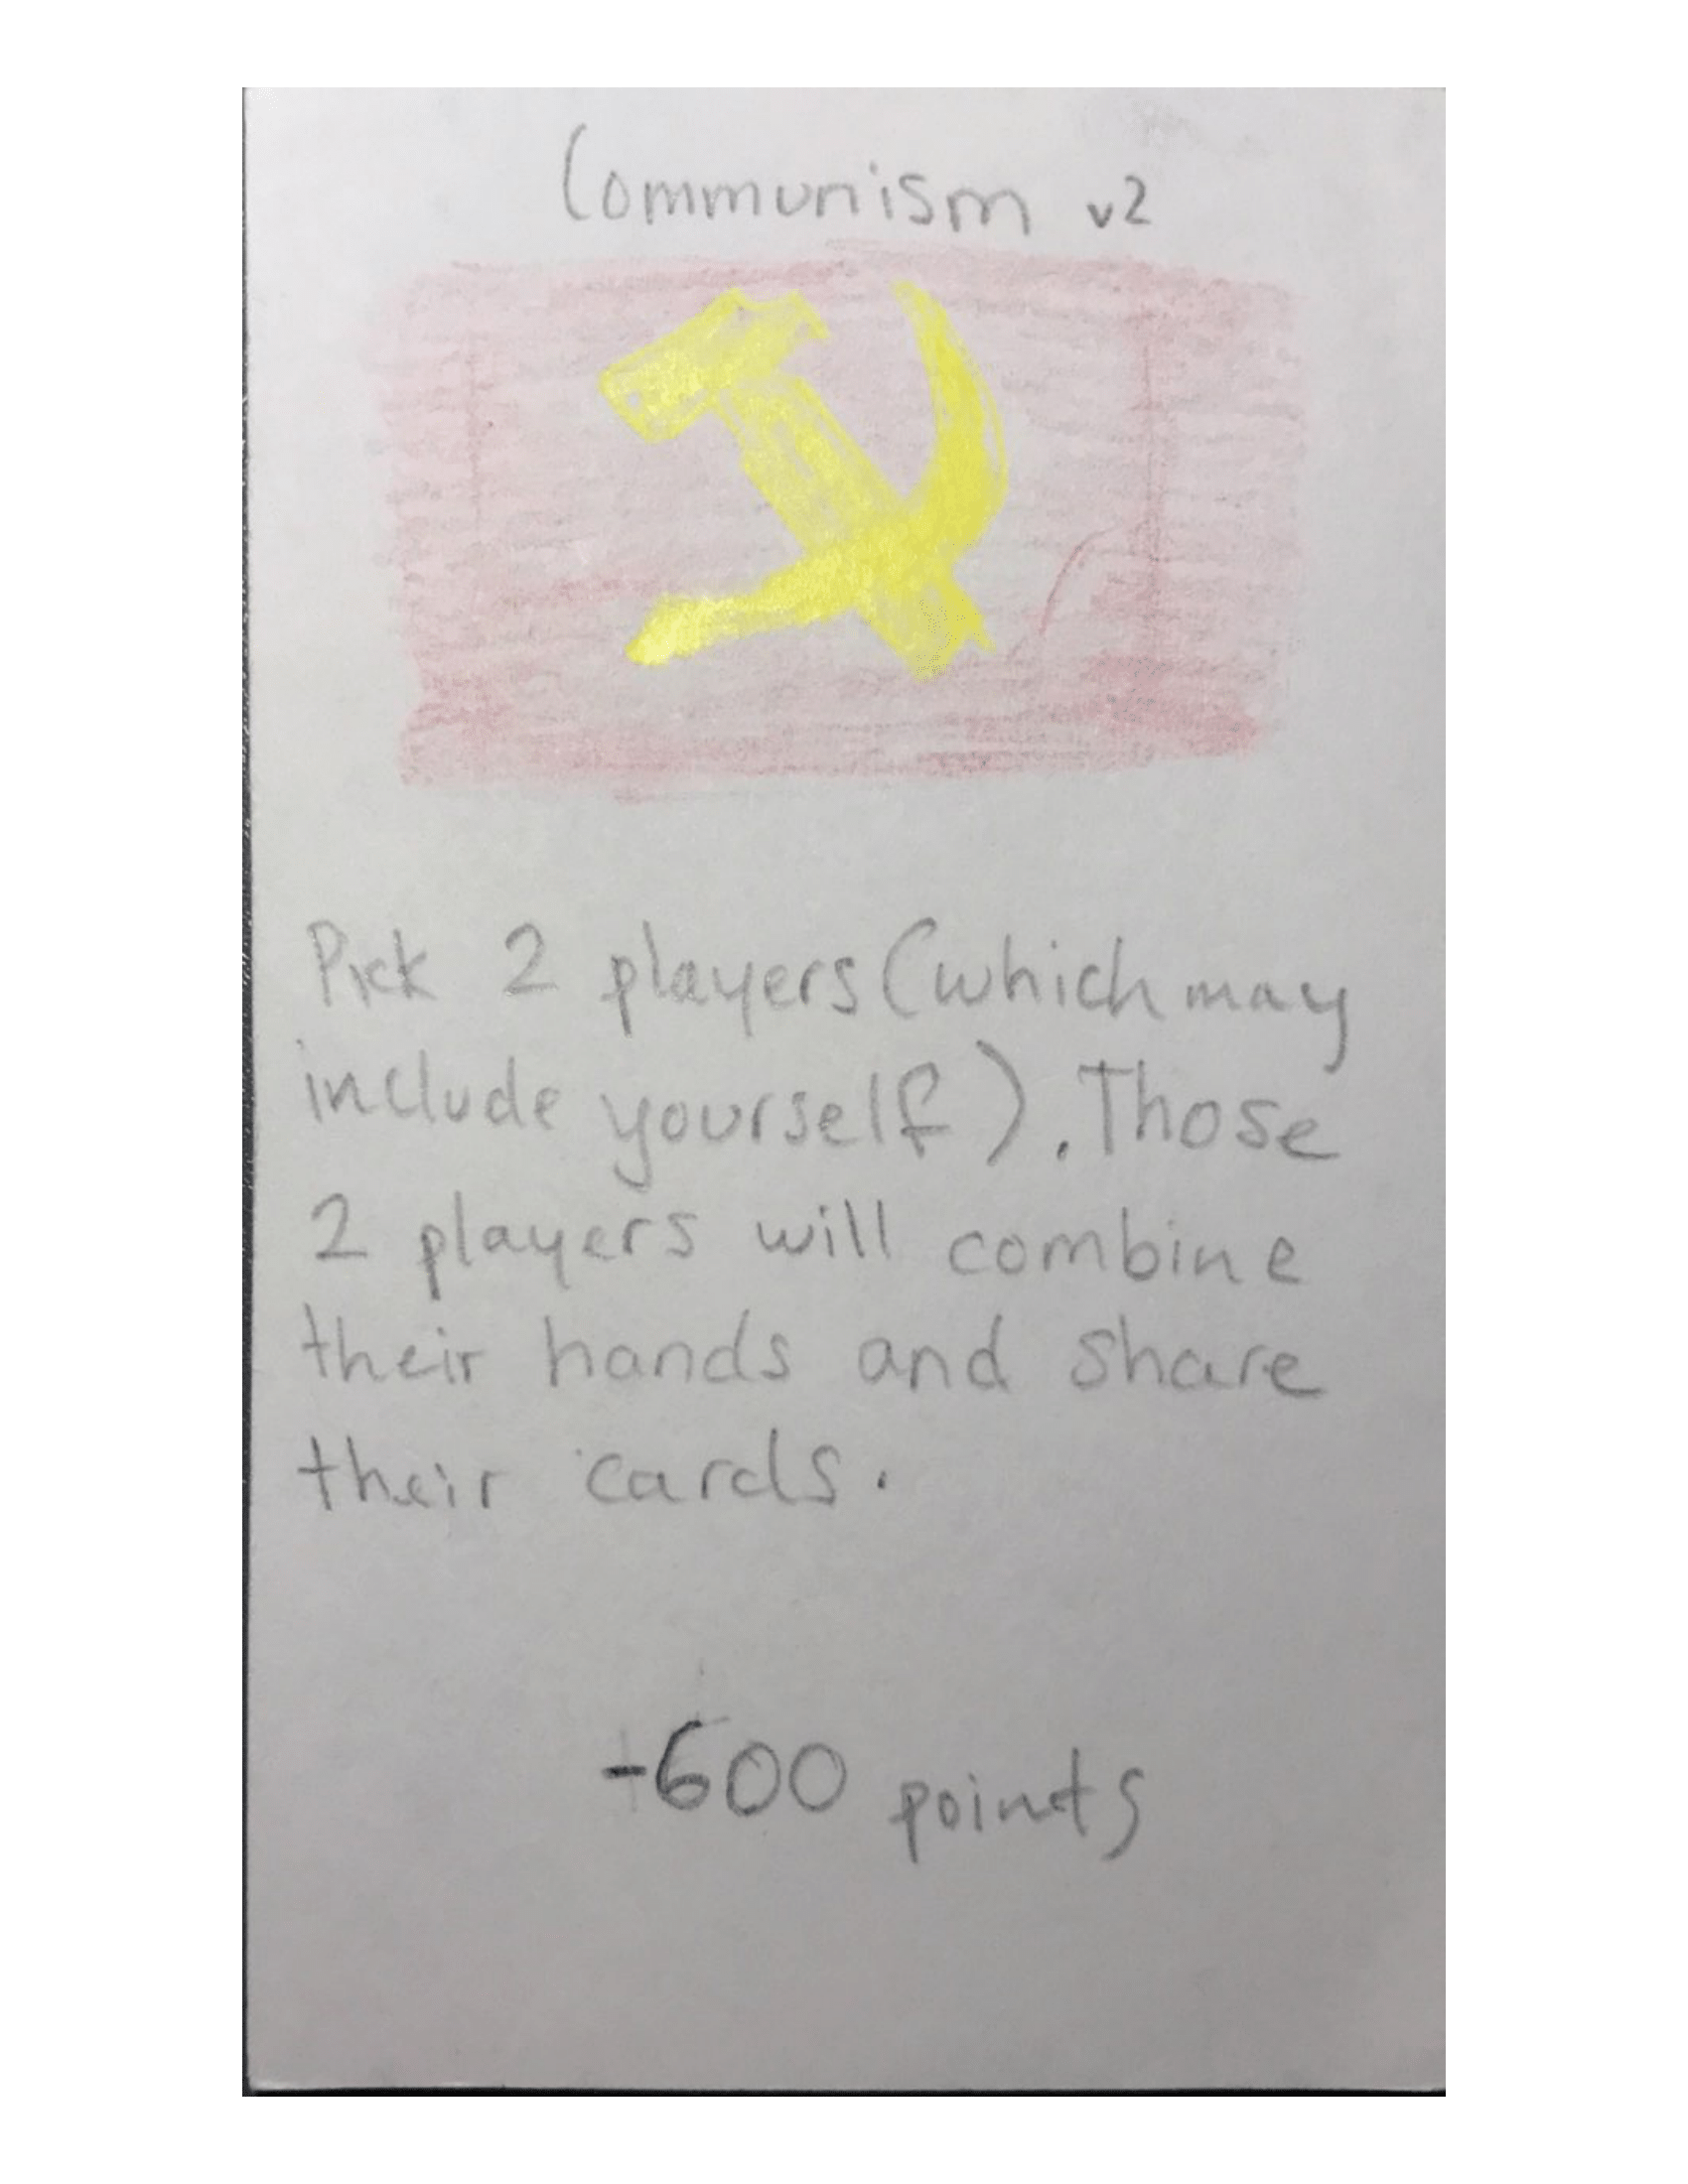 Communism v2
Pick 2 players (which may
include yourself). Those
2 players will combine
their hands and share
their cards.
-600 points